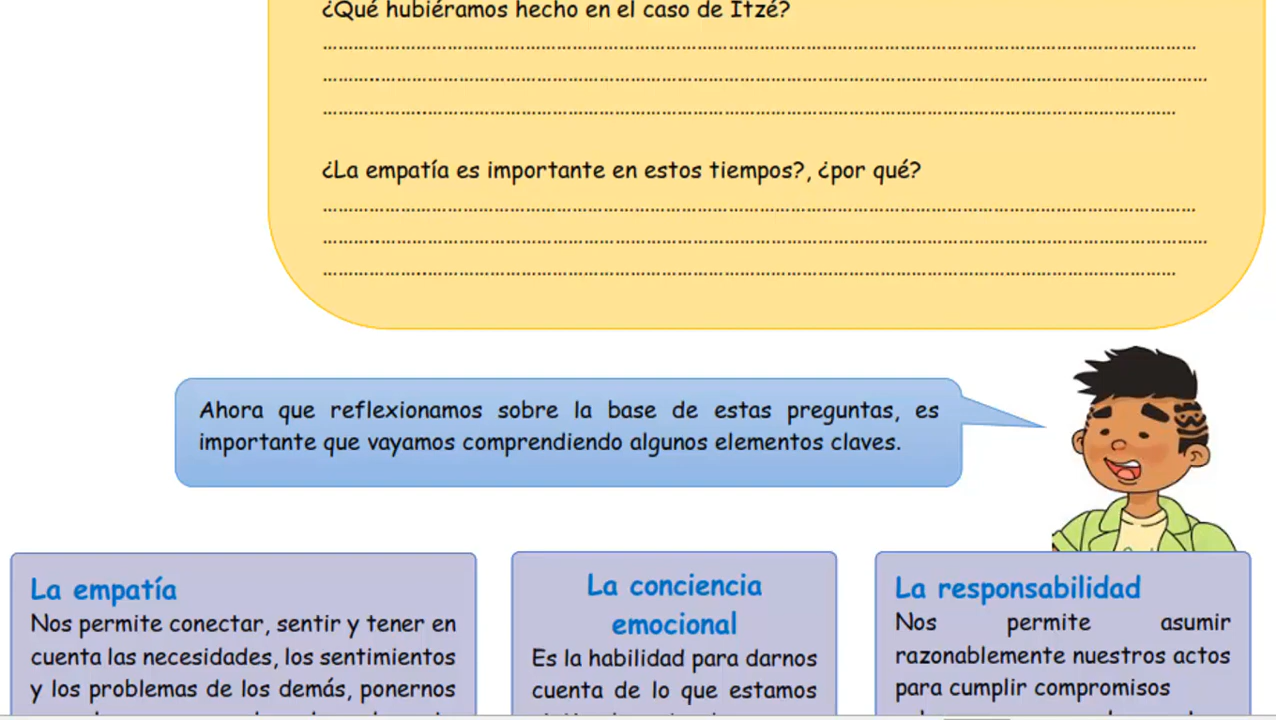 ¿Qué hubiéramos hecho en el caso de Itzé?
¿La empatía es importante en estos tiempos?, ¿por qué?
Ahora que reflexionamos sobre la base de estas preguntas, es
importante que vayamos comprendiendo algunos elementos claves.
La empatía
Nos permite conectar, sentir y tener en
cuenta las necesidades, los sentimientos
y los problemas de los demás, ponernos
La conciencia
emocional
Es la habilidad para darnos
cuenta de lo que estamos
La responsabilidad
Nos permite asumir
razonablemente nuestros actos
para cumplir compromisos